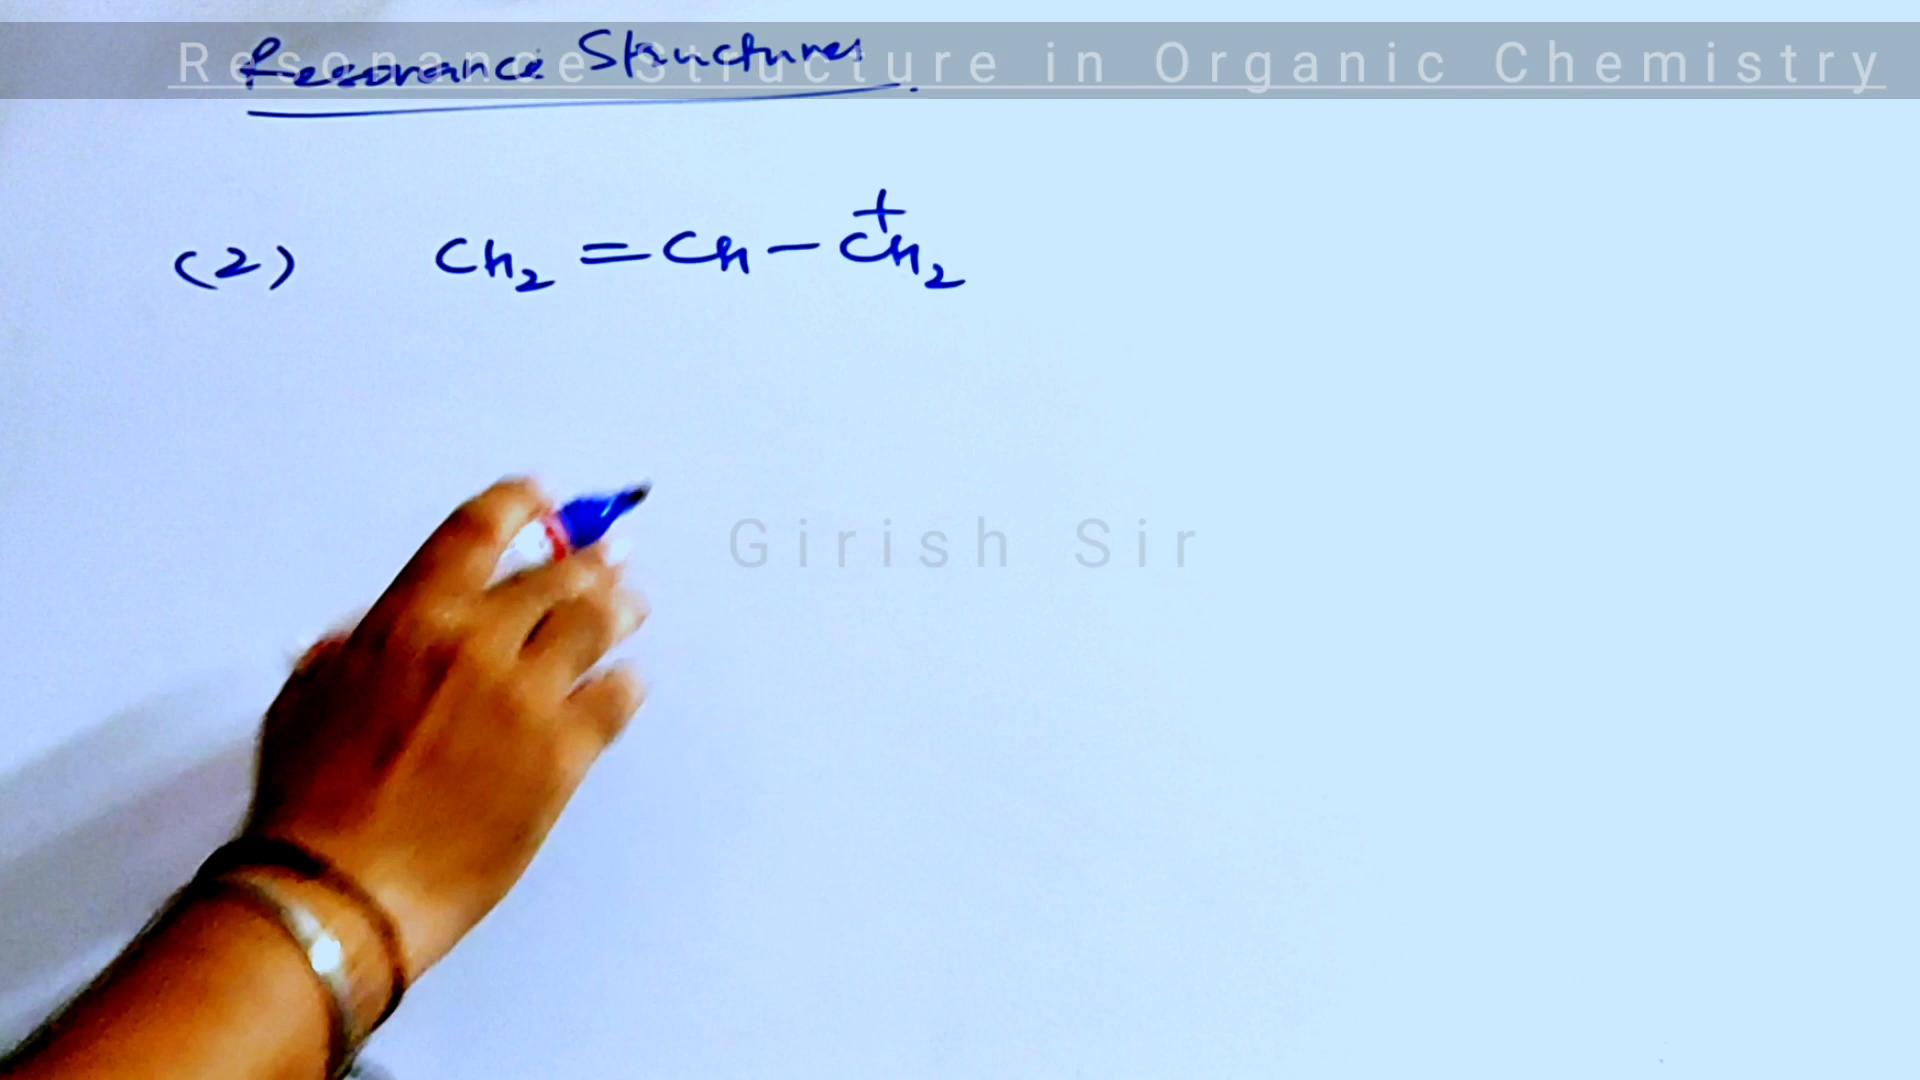 Resonance Structure in Organic Chemistry
Resonance Structures.
(2) CH₂ = CH – C⁺H₂
Girish Sir